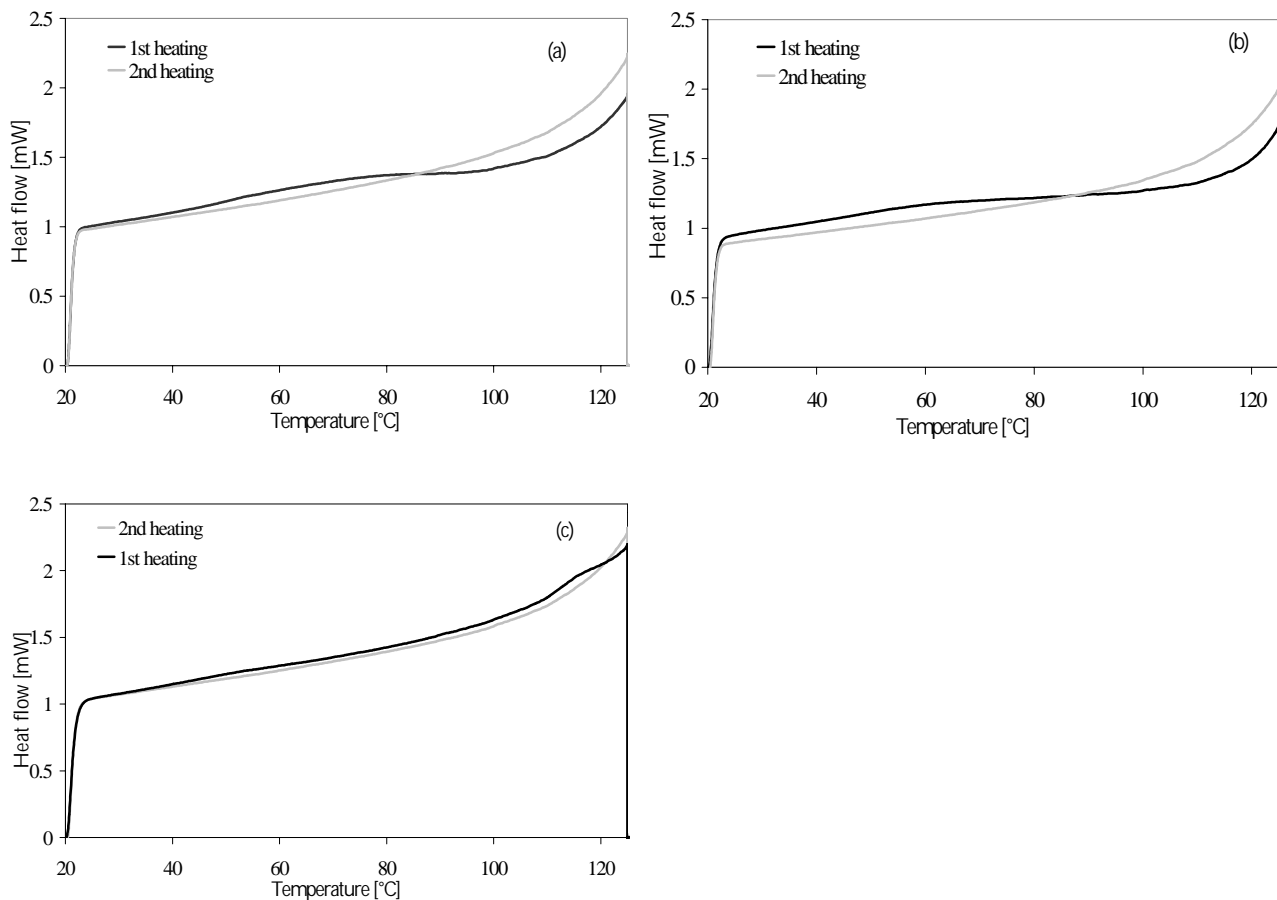 2.5
2
1.5
1
0.5
0
Heat flow [mW]
1st heating
2nd heating
(a)
20 40 60 80 100 120
Temperature [°C]
2.5
2
1.5
1
0.5
0
Heat flow [mW]
1st heating
2nd heating
(b)
20 40 60 80 100 120
Temperature [°C]
2.5
2
1.5
1
0.5
0
Heat flow [mW]
2nd heating
1st heating
(c)
20 40 60 80 100 120
Temperature [°C]